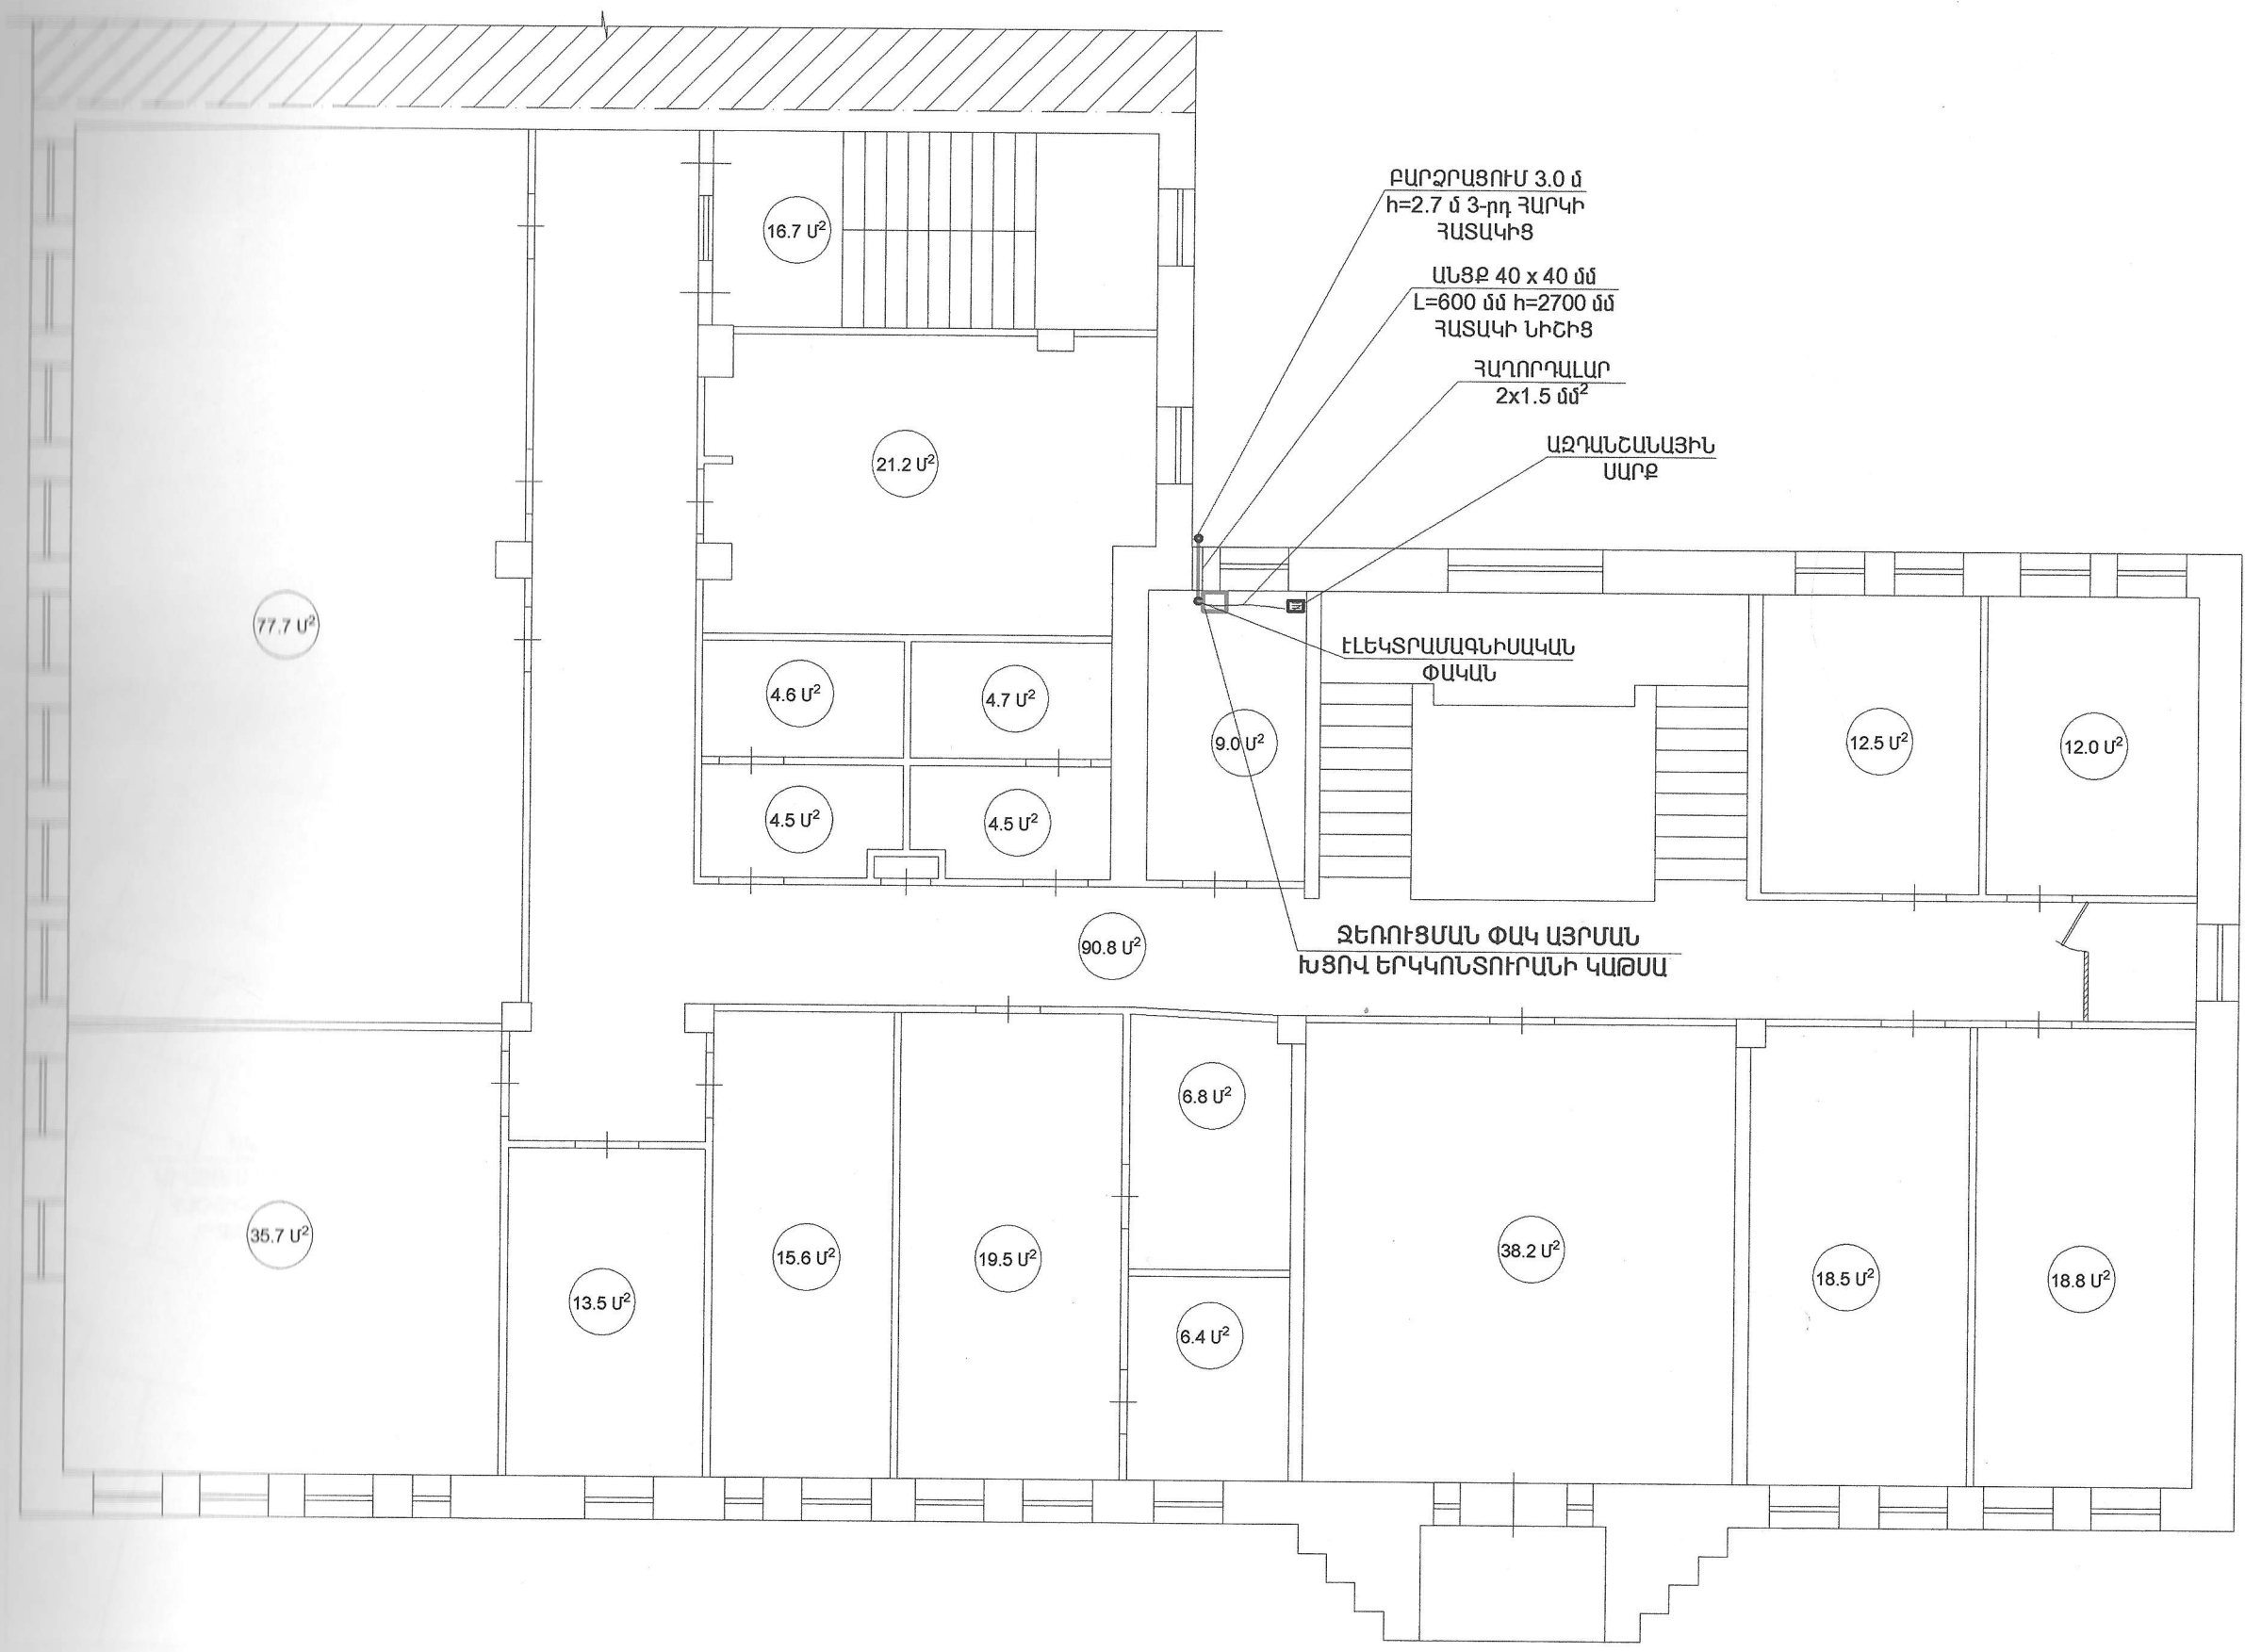 ԲԱՐՁՐԱՑՈՒՄ 3.0 մ
h=2.7 մ 3-րդ ՀԱՐԿԻ
ՀԱՏԱԿԻՑ
ԱՆՑՔ 40 x 40 մմ
L=600 մմ h=2700 մմ
ՀԱՏԱԿԻ ՆԻՇԻՑ
ՀԱՂՈՐԴԱԼԱՐ
2x1.5 մմ²
ԱԶԴԱՆՇԱՆԱՅԻՆ
ՍԱՐՔ
16.7 Մ²
21.2 Մ²
77.7 Մ²
ԷԼԵԿՏՐԱՄԱԳՆԻՍԱԿԱՆ
ՓԱԿԱՆ
4.6 Մ²
4.7 Մ²
9.0 Մ²
12.5 Մ²
12.0 Մ²
4.5 Մ²
4.5 Մ²
90.8 Մ²
ՋԵՌՈՒՑՄԱՆ ՓԱԿ ԱՅՐՄԱՆ
ԽՑՈՎ ԵՐԿԿՈՆՏՈՒՐԱՆԻ ԿԱԹՍԱ
6.8 Մ²
35.7 Մ²
13.5 Մ²
15.6 Մ²
19.5 Մ²
6.4 Մ²
38.2 Մ²
18.5 Մ²
18.8 Մ²